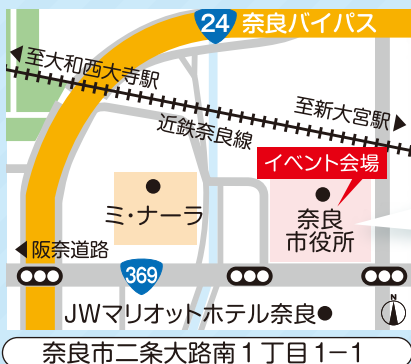 24 奈良バイパス
至大和西大寺駅
至新大宮駅
近鉄奈良線
イベント会場
ミ・ナーラ
奈良
市役所
阪奈道路
369
JWマリオットホテル奈良
N
奈良市二条大路南1丁目1−1